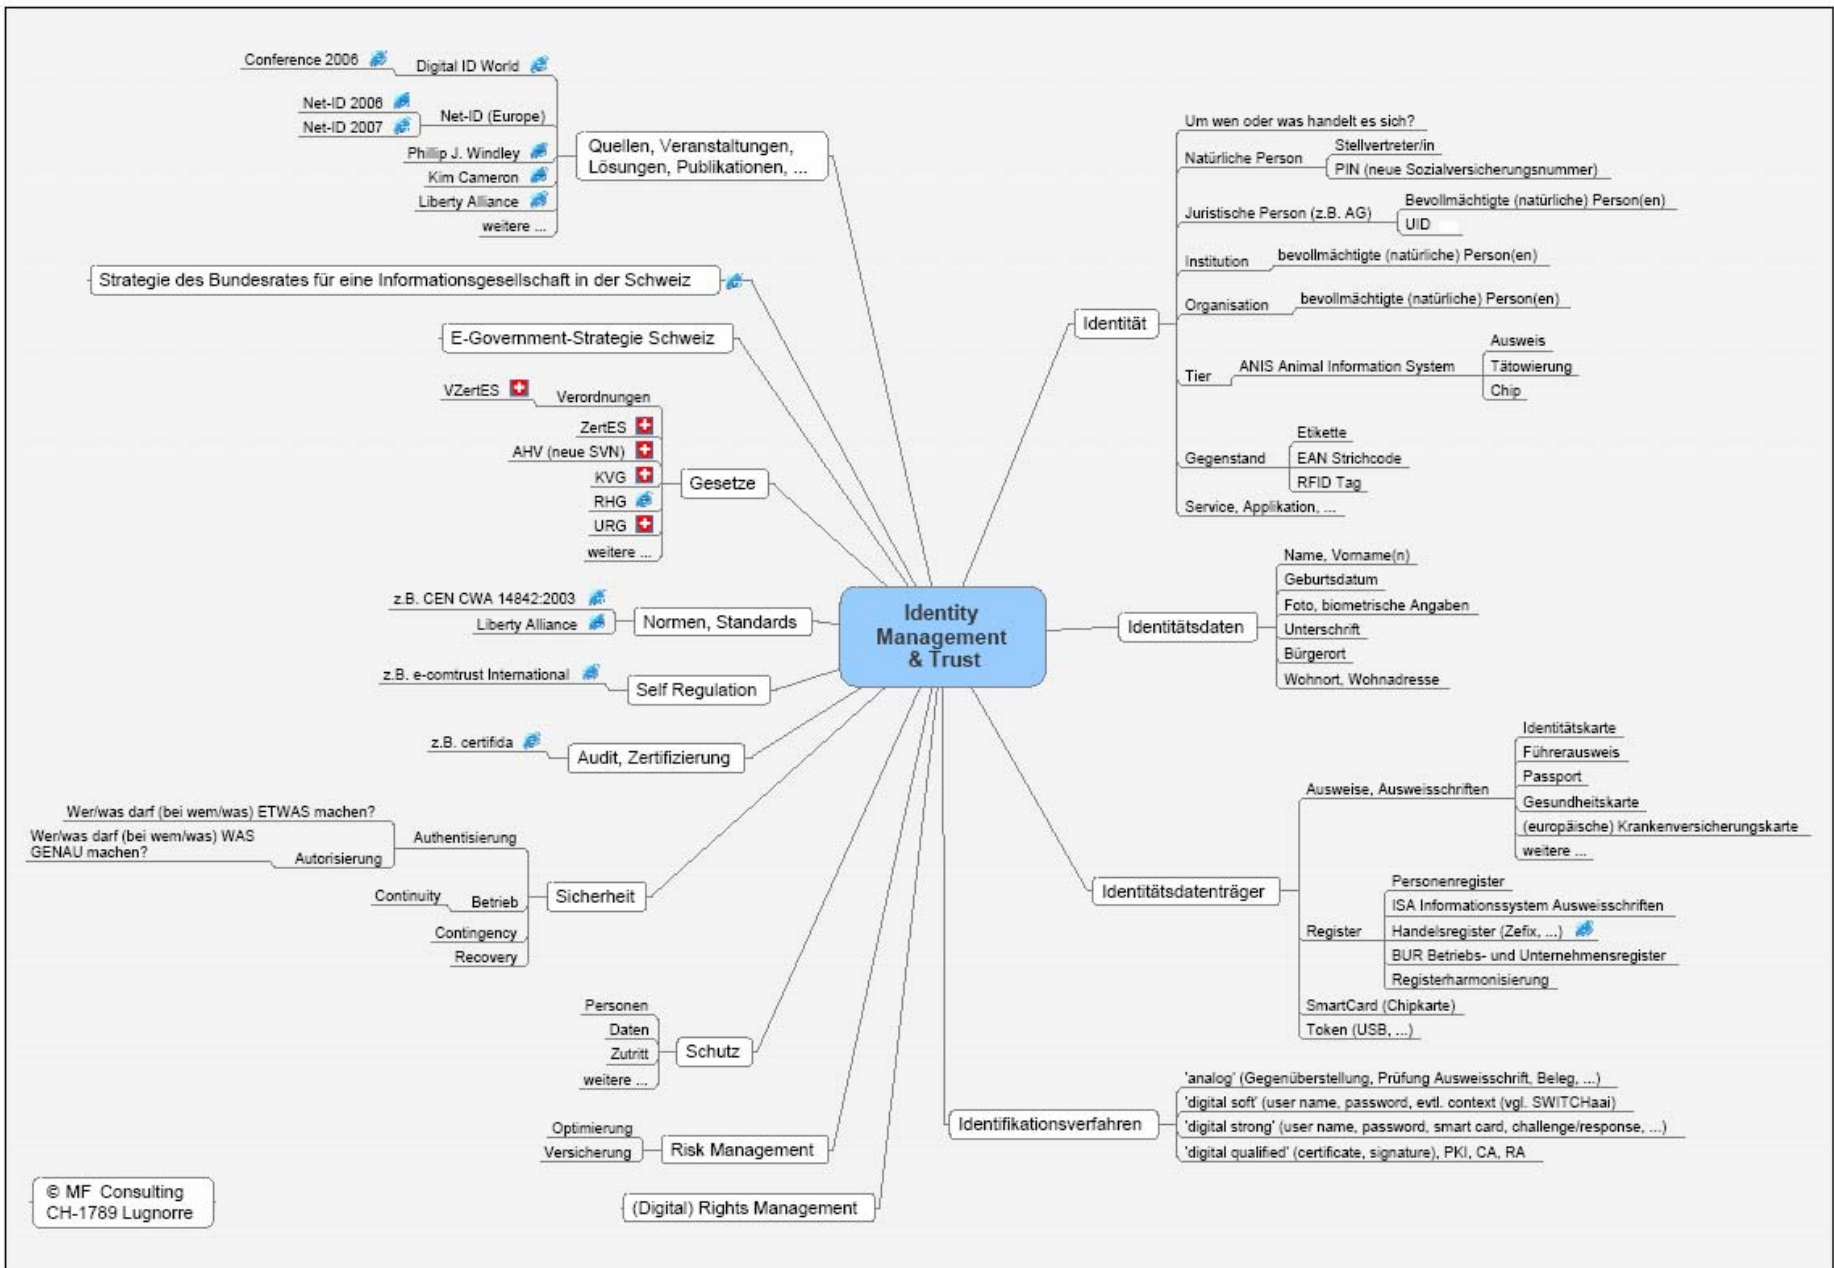 Conference 2006
Digital ID World
Net-ID 2006
Net-ID (Europe)
Net-ID 2007
Phillip J. Windley
Kim Cameron
Liberty Alliance
weitere ...
Quellen, Veranstaltungen,
Lösungen, Publikationen, ...
Strategie des Bundesrates für eine Informationsgesellschaft in der Schweiz
E-Government-Strategie Schweiz
VZertES
Verordnungen
ZertES
AHV (neue SVN)
KVG
RHG
URG
weitere ...
Gesetze
z.B. CEN CWA 14842:2003
Liberty Alliance
Normen, Standards
z.B. e-comtrust International
Self Regulation
z.B. certifida
Audit, Zertifizierung
Wer/was darf (bei wem/was) ETWAS machen?
Wer/was darf (bei wem/was) WAS
GENAU machen?
Autorisierung
Authentisierung
Continuity
Betrieb
Contingency
Recovery
Sicherheit
Personen
Daten
Zutritt
weitere ...
Schutz
Optimierung
Versicherung
Risk Management
(Digital) Rights Management
© MF Consulting
CH-1789 Lugnorre
Identity
Management
& Trust
Identität
Um wen oder was handelt es sich?
Natürliche Person
Stellvertreter/in
PIN (neue Sozialversicherungsnummer)
Juristische Person (z.B. AG)
Bevollmächtigte (natürliche) Person(en)
UID
Institution
bevollmächtigte (natürliche) Person(en)
Organisation
bevollmächtigte (natürliche) Person(en)
Tier
ANIS Animal Information System
Ausweis
Tätowierung
Chip
Gegenstand
Etikette
EAN Strichcode
RFID Tag
Service, Applikation, ...
Identitätsdaten
Name, Vorname(n)
Geburtsdatum
Foto, biometrische Angaben
Unterschrift
Bürgerort
Wohnort, Wohnadresse
Identitätsdatenträger
Ausweise, Ausweisschriften
Identitätskarte
Führerausweis
Passport
Gesundheitskarte
(europäische) Krankenversicherungskarte
weitere ...
Register
Personenregister
ISA Informationssystem Ausweisschriften
Handelsregister (Zefix, ...)
BUR Betriebs- und Unternehmensregister
Registerharmonisierung
SmartCard (Chipkarte)
Token (USB, ...)
Identifikationsverfahren
'analog' (Gegenüberstellung, Prüfung Ausweisschrift, Beleg, ...)
'digital soft' (user name, password, evtl. context (vgl. SWITCHaai)
'digital strong' (user name, password, smart card, challenge/response, ...)
'digital qualified' (certificate, signature), PKI, CA, RA